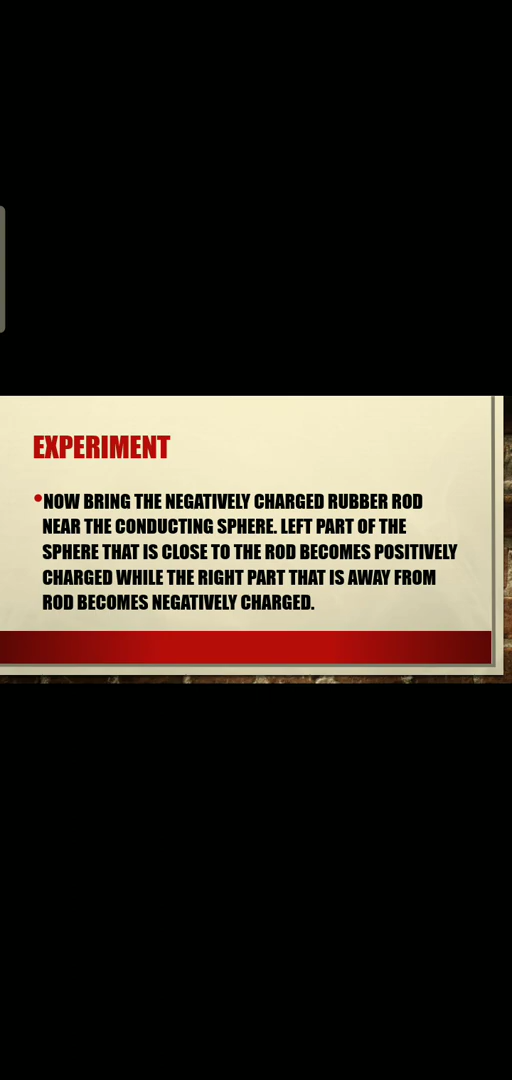 EXPERIMENT
•NOW BRING THE NEGATIVELY CHARGED RUBBER ROD
NEAR THE CONDUCTING SPHERE. LEFT PART OF THE
SPHERE THAT IS CLOSE TO THE ROD BECOMES POSITIVELY
CHARGED WHILE THE RIGHT PART THAT IS AWAY FROM
ROD BECOMES NEGATIVELY CHARGED.